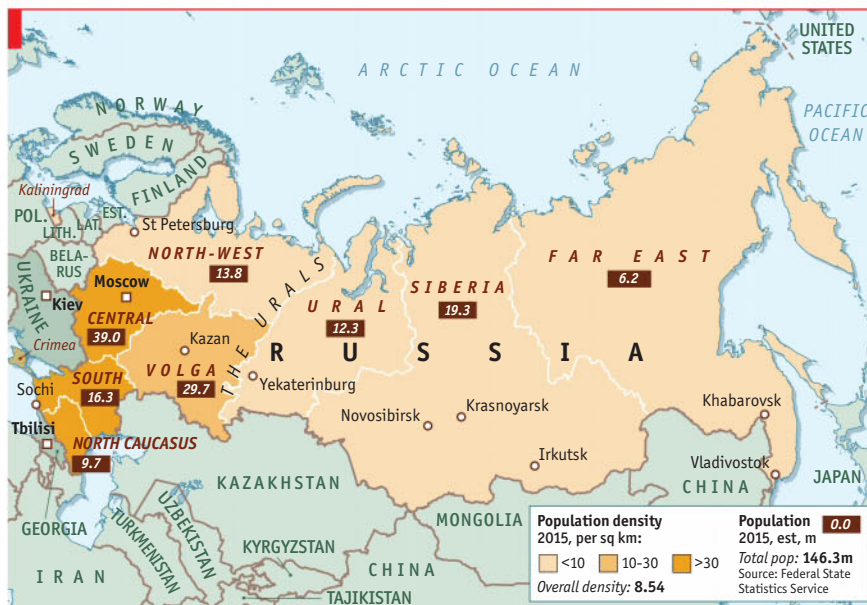 UNITED
STATES
ARCTIC OCEAN
PACIFIC
OCEAN
NORWAY
SWEDEN
FINLAND
Kaliningrad
POL.
LITH.
LAT.
EST.
St Petersburg
BELA-
RUS
NORTH-WEST
13.8
FAR EAST
6.2
UKRAINE
Kiev
Moscow
CENTRAL
39.0
THE URALS
URAL
12.3
SIBERIA
19.3
Crimea
Kazan
RUSSIA
VOLGA
29.7
SOUTH
16.3
Sochi
Yekaterinburg
Novosibirsk
Krasnoyarsk
Khabarovsk
Tbilisi
NORTH CAUCASUS
9.7
Irkutsk
Vladivostok
JAPAN
KAZAKHSTAN
CHINA
GEORGIA
MONGOLIA
TURKMENISTAN
UZBEKISTAN
KYRGYZSTAN
IRAN
CHINA
TAJIKISTAN
Population density
2015, per sq km:
<10 10-30 >30
Overall density: 8.54
Population 0.0
2015, est, m
Total pop: 146.3m
Source: Federal State
Statistics Service